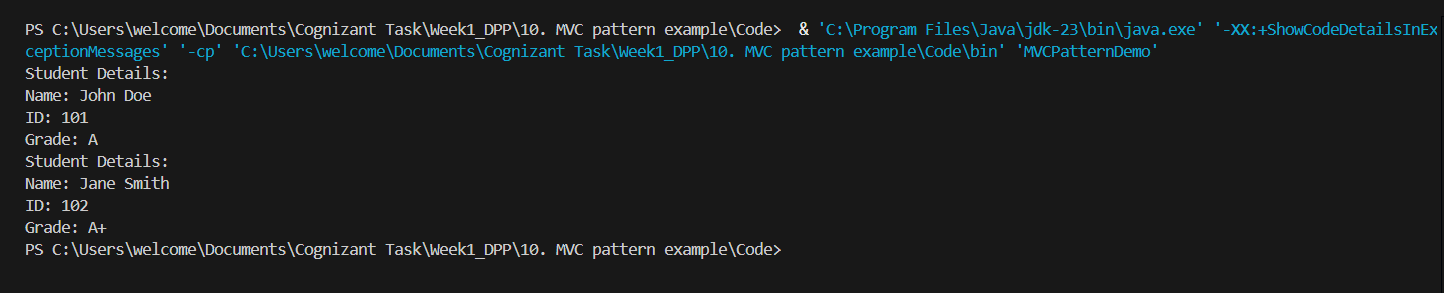 PS C:\Users\welcome\Documents\Cognizant Task\Week1_DPP\10. MVC pattern example\Code>  & 'C:\Program Files\Java\jdk-23\bin\java.exe' '-XX:+ShowCodeDetailsInEx
ceptionMessages' '-cp' 'C:\Users\welcome\Documents\Cognizant Task\Week1_DPP\10. MVC pattern example\Code\bin' 'MVCPatternDemo'
Student Details:
Name: John Doe
ID: 101
Grade: A
Student Details:
Name: Jane Smith
ID: 102
Grade: A+
PS C:\Users\welcome\Documents\Cognizant Task\Week1_DPP\10. MVC pattern example\Code>